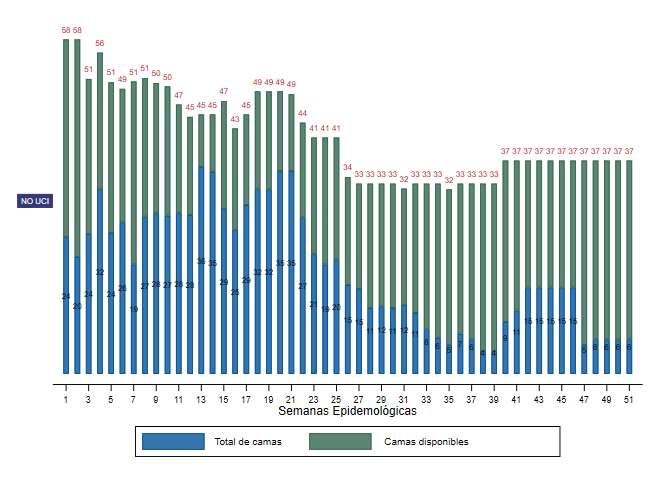 58 58 51 56 51 49 51 51 50 50 47 45 45 45 47 43 45 49 49 49 49 44 41 41 41 34 33 33 33 33 32 33 33 33 32 33 33 33 33 37 37 37 37 37 37 37 37 37 37 37 37
NO UCI
24 20 24 32 24 26 19 27 28 27 28 28 36 35 29 25 29 32 32 35 35 27 21 19 20 15 15 11 12 11 12 11 8 6 5 7 6 4 4 9 11 15 15 15 15 15 5 6 6 6 6
1 3 5 7 9 11 13 15 17 19 21 23 25 27 29 31 33 35 37 39 41 43 45 47 49 51
Semanas Epidemológicas
Total de camas Camas disponibles